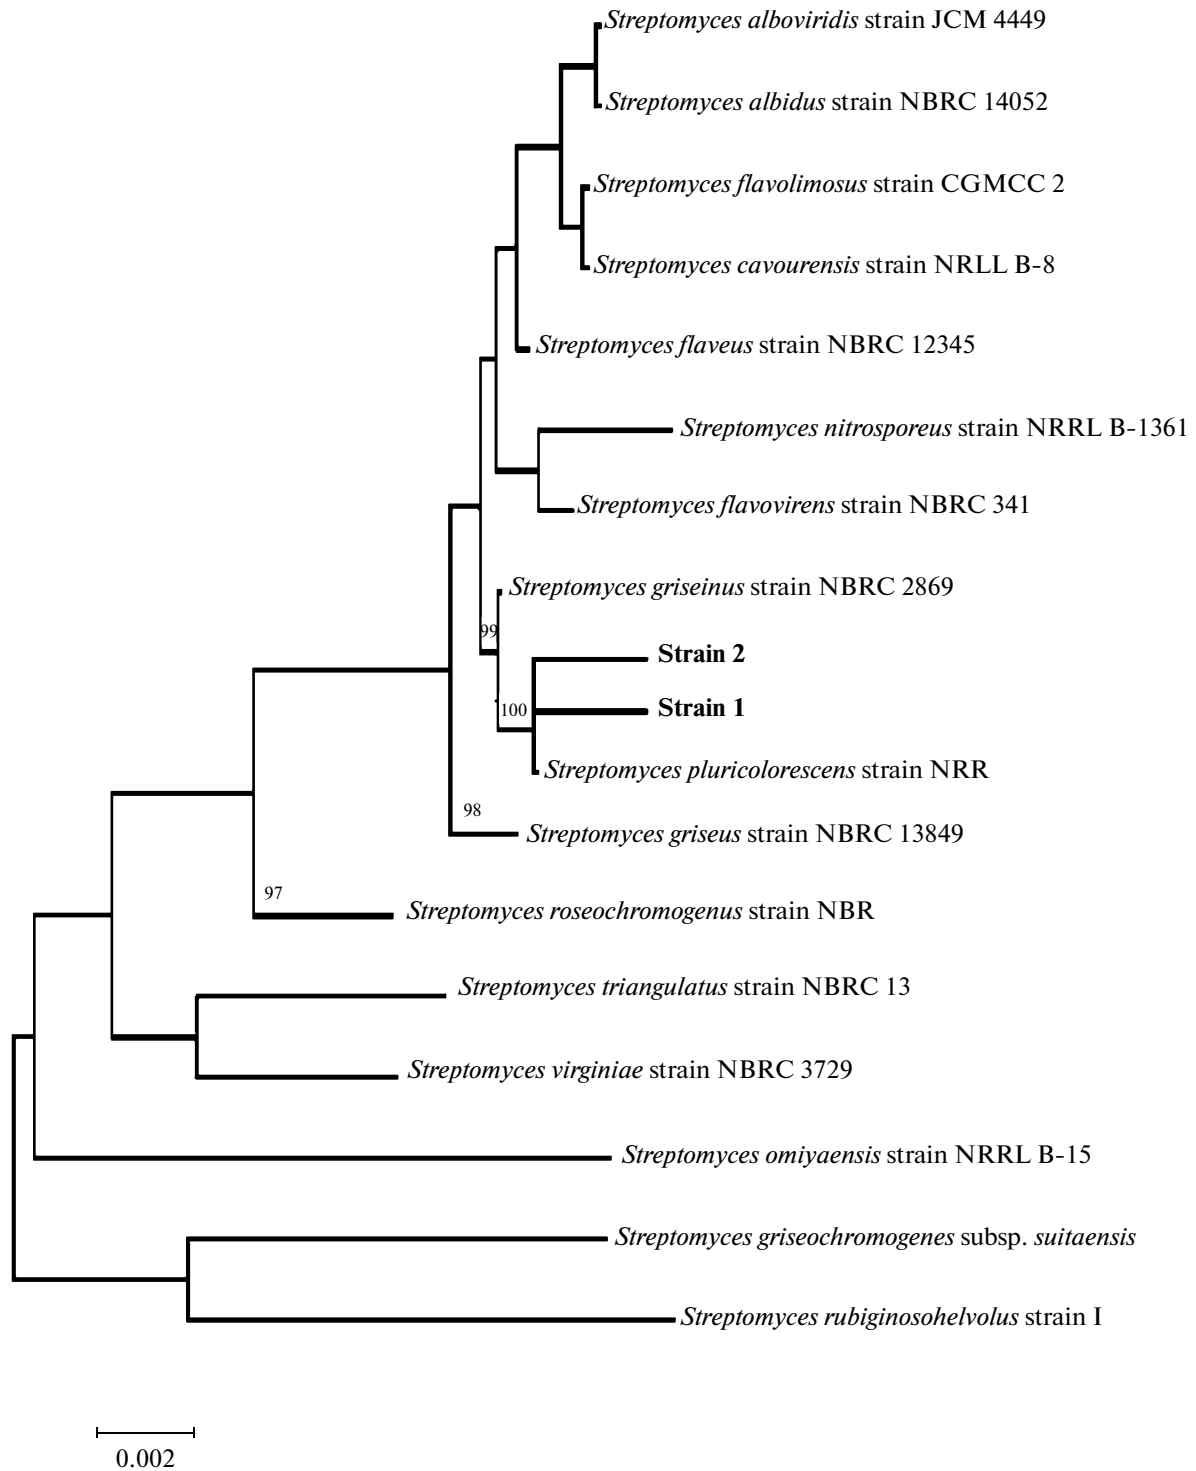 Streptomyces alboviridis strain JCM 4449
Streptomyces albidus strain NBRC 14052
Streptomyces flavolimosus strain CGMCC 2
Streptomyces cavourensis strain NRLL B-8
Streptomyces flaveus strain NBRC 12345
Streptomyces nitrosporeus strain NRRL B-1361
Streptomyces flavovirens strain NBRC 341
Streptomyces griseinus strain NBRC 2869
99
Strain 2
Strain 1
100
Streptomyces pluricolorescens strain NRR
98
Streptomyces griseus strain NBRC 13849
97
Streptomyces roseochromogenus strain NBR
Streptomyces triangulatus strain NBRC 13
Streptomyces virginiae strain NBRC 3729
Streptomyces omiyaensis strain NRRL B-15
Streptomyces griseochromogenes subsp. suitaensis
Streptomyces rubiginosohelvolus strain I
0.002